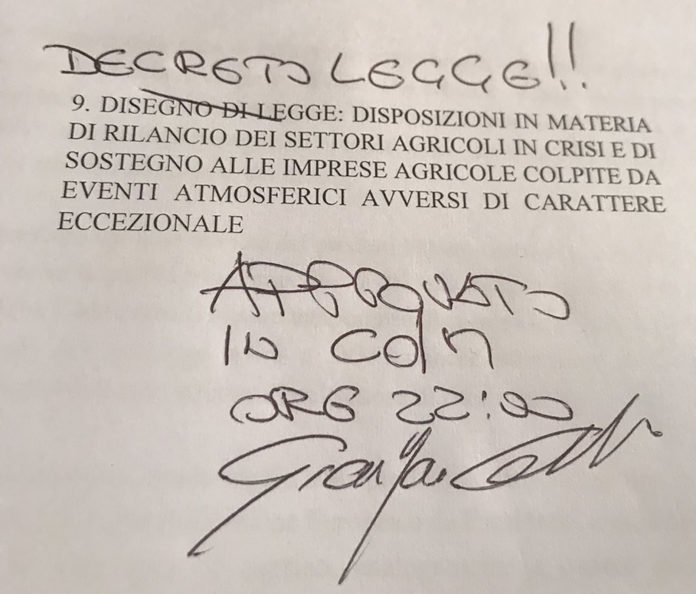 DECRETO LEGGE!!
9. DISEGNO DI LEGGE: DISPOSIZIONI IN MATERIA
DI RILANCIO DEI SETTORI AGRICOLI IN CRISI E DI
SOSTEGNO ALLE IMPRESE AGRICOLE COLPITE DA
EVENTI ATMOSFERICI AVVERSI DI CARATTERE
ECCEZIONALE
APPROVATO
IN CdM
ORE 22:00